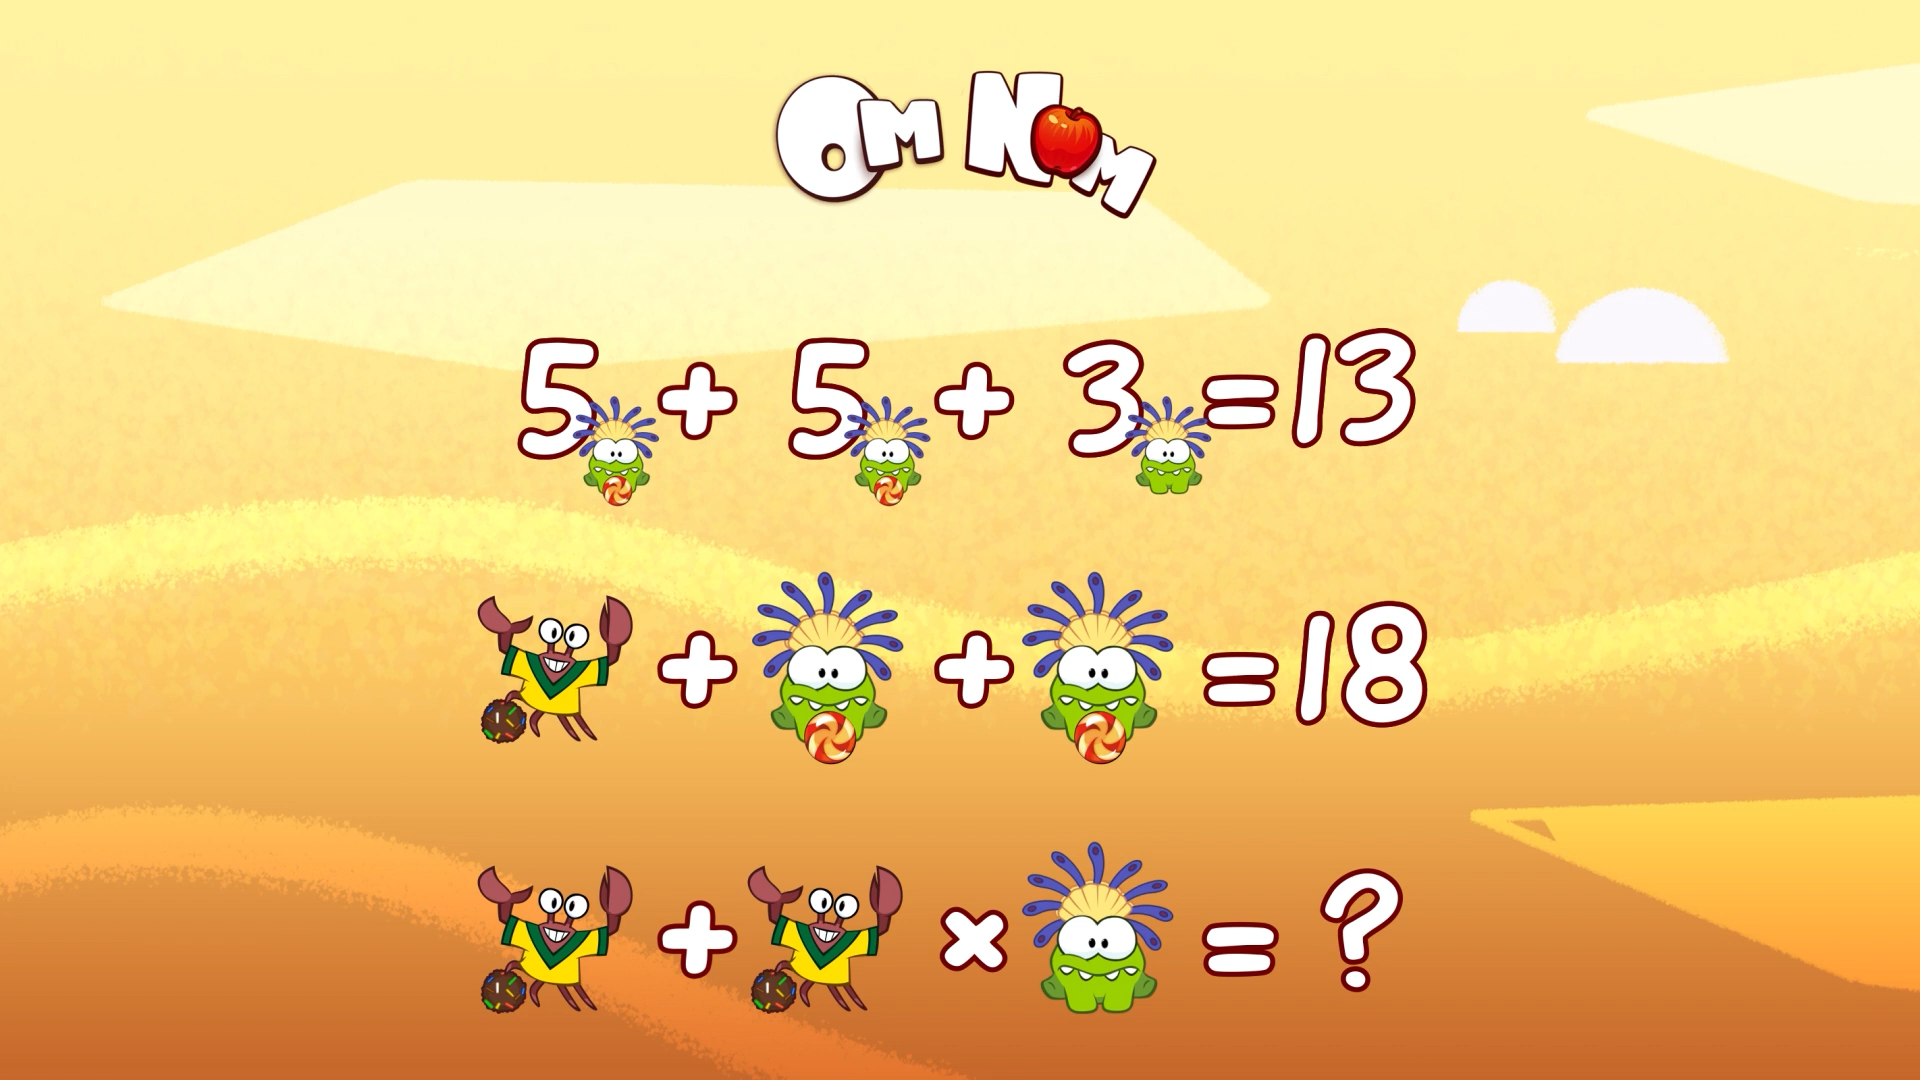 OM NOM
5 + 5 + 3 = 13
+ + = 18
+ × = ?